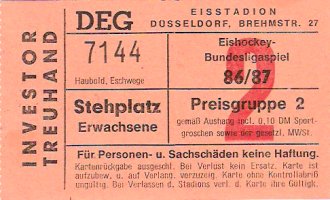 INVESTOR
TREUHAND
DEG
EISSTADION
DÜSSELDORF, BREHMSTR. 27
7144
Haubold, Eschwege
Eishockey-
Bundesligaspiel
86/87
2
Stehplatz
Erwachsene
Preisgruppe 2
gemäß Aushang incl. 0,10 DM Sport-
groschen sowie der gesetzl. MWSt.
Für Personen- u. Sachschäden keine Haftung.
Kartenrückgabe ausgeschl. Bei Verlust kein Ersatz. Karte ist
aufzubew. u. auf Verlang. vorzuzeig. Karte ohne Kontrollabriß
ungültig. Bei Verlassen d. Stadions verl. d. Karte ihre Gültigk.